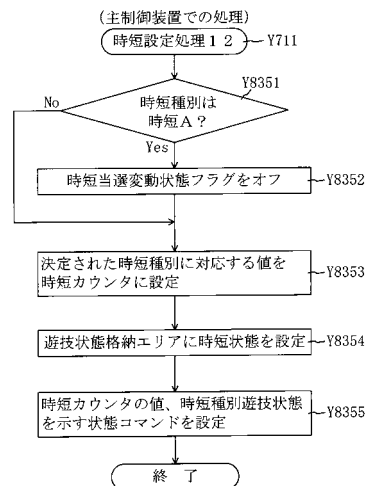 (主制御装置での処理)
時短設定処理12
Y711
Y8351
時短種別は
時短A?
No
Yes
時短当選変動状態フラグをオフ
Y8352
決定された時短種別に対応する値を
時短カウンタに設定
Y8353
遊技状態格納エリアに時短状態を設定
Y8354
時短カウンタの値、時短種別遊技状態
を示す状態コマンドを設定
Y8355
終 了